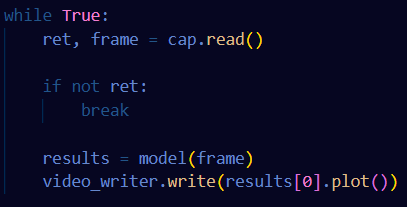 while True:
    ret, frame = cap.read()
    if not ret:
        break
    results = model(frame)
    video_writer.write(results[0].plot())